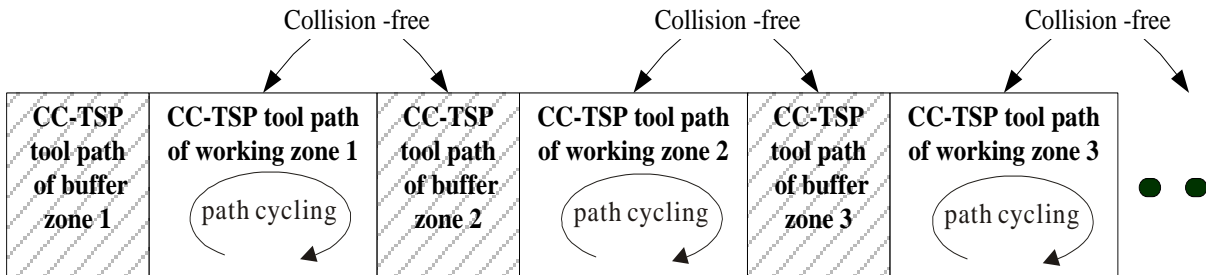 Collision -free
Collision -free
Collision -free
CC-TSP
tool path
of buffer
zone 1
CC-TSP tool path
of working zone 1
path cycling
CC-TSP
tool path
of buffer
zone 2
CC-TSP tool path
of working zone 2
path cycling
CC-TSP
tool path
of buffer
zone 3
CC-TSP tool path
of working zone 3
path cycling